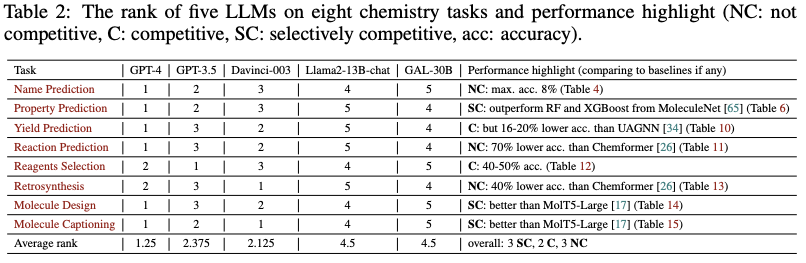 Table 2: The rank of five LLMs on eight chemistry tasks and performance highlight (NC: not
competitive, C: competitive, SC: selectively competitive, acc: accuracy).
Task | GPT-4 | GPT-3.5 | Davinci-003 | Llama2-13B-chat | GAL-30B | Performance highlight (comparing to baselines if any)
Name Prediction | 1 | 2 | 3 | 4 | 5 | NC: max. acc. 8% (Table 4)
Property Prediction | 1 | 2 | 3 | 5 | 4 | SC: outperform RF and XGBoost from MoleculeNet [65] (Table 6)
Yield Prediction | 1 | 3 | 2 | 5 | 4 | C: but 16-20% lower acc. than UAGNN [34] (Table 10)
Reaction Prediction | 1 | 3 | 2 | 5 | 4 | NC: 70% lower acc. than Chemformer [26] (Table 11)
Reagents Selection | 2 | 1 | 3 | 4 | 5 | C: 40-50% acc. (Table 12)
Retrosynthesis | 2 | 3 | 1 | 5 | 4 | NC: 40% lower acc. than Chemformer [26] (Table 13)
Molecule Design | 1 | 3 | 2 | 4 | 5 | SC: better than MolT5-Large [17] (Table 14)
Molecule Captioning | 1 | 2 | 1 | 4 | 5 | SC: better than MolT5-Large [17] (Table 15)
Average rank | 1.25 | 2.375 | 2.125 | 4.5 | 4.5 | overall: 3 SC, 2 C, 3 NC